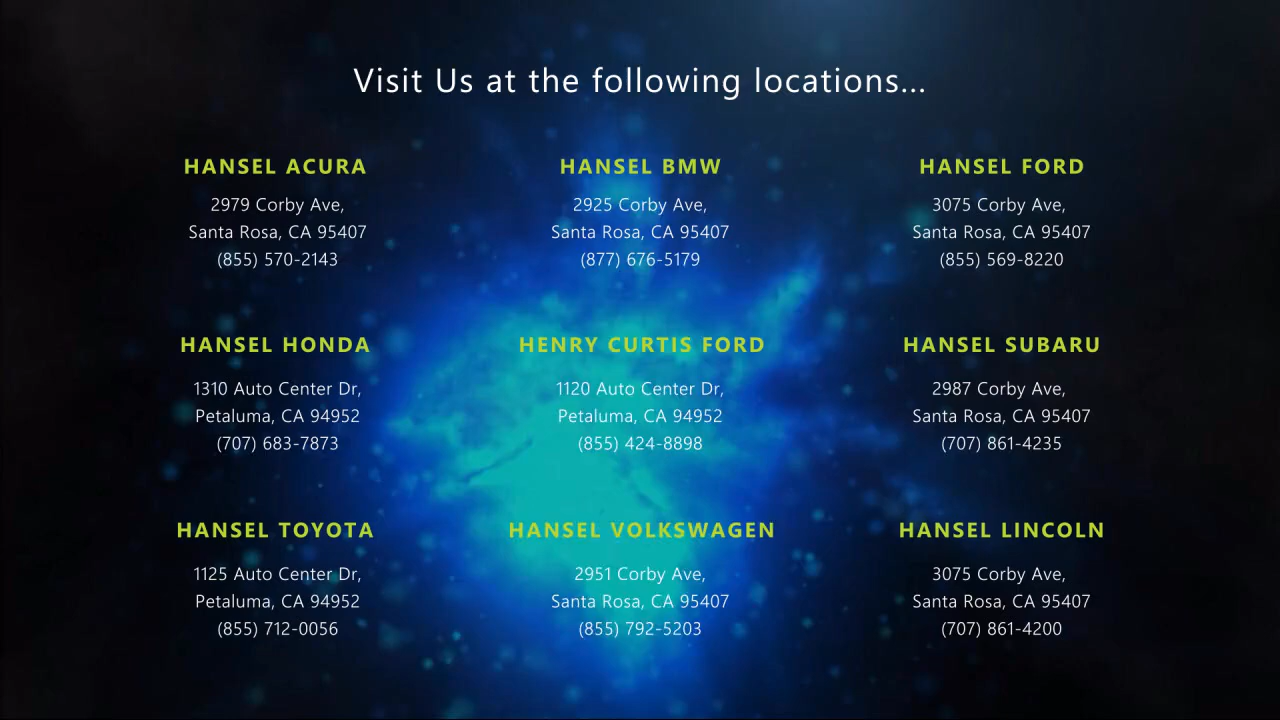 Visit Us at the following locations...
HANSEL ACURA
2979 Corby Ave,
Santa Rosa, CA 95407
(855) 570-2143
HANSEL BMW
2925 Corby Ave,
Santa Rosa, CA 95407
(877) 676-5179
HANSEL FORD
3075 Corby Ave,
Santa Rosa, CA 95407
(855) 569-8220
HANSEL HONDA
1310 Auto Center Dr,
Petaluma, CA 94952
(707) 683-7873
HENRY CURTIS FORD
1120 Auto Center Dr,
Petaluma, CA 94952
(855) 424-8898
HANSEL SUBARU
2987 Corby Ave,
Santa Rosa, CA 95407
(707) 861-4235
HANSEL TOYOTA
1125 Auto Center Dr,
Petaluma, CA 94952
(855) 712-0056
HANSEL VOLKSWAGEN
2951 Corby Ave,
Santa Rosa, CA 95407
(855) 792-5203
HANSEL LINCOLN
3075 Corby Ave,
Santa Rosa, CA 95407
(707) 861-4200